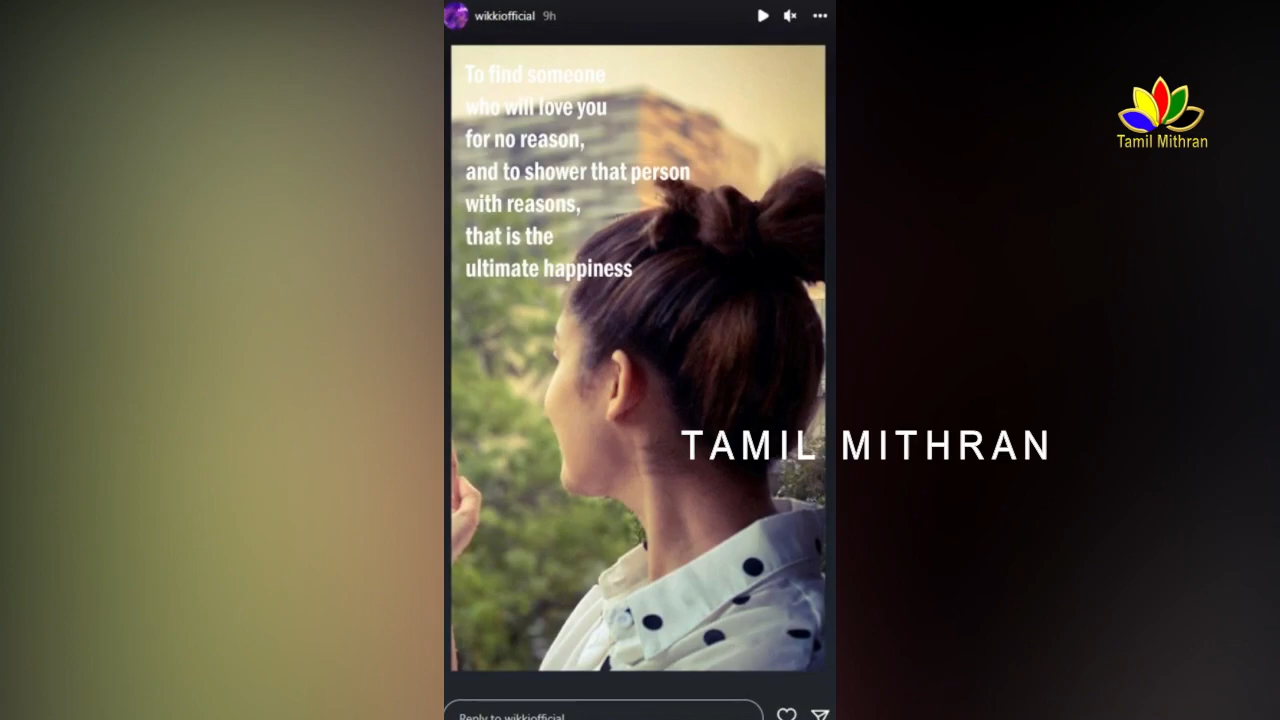 wikkiofficial 9h
To find someone
who will love you
for no reason,
and to shower that person
with reasons,
that is the
ultimate happiness
Tamil Mithran
TAMIL MITHRAN
Reply to wikkiofficial